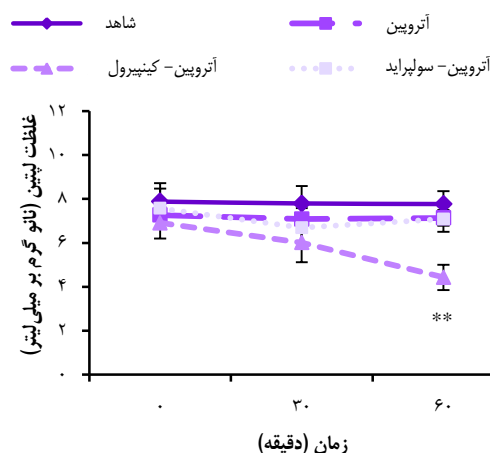 شاهد
آتروپین
آتروپین- کینپیرول
آتروپین- سولپراید
غلظت لپتین (نانو گرم بر میلی‌لیتر)
۱۲
۱۰
۸
۶
۴
۲
۰
**
۰ ۳۰ ۶۰
زمان (دقیقه)